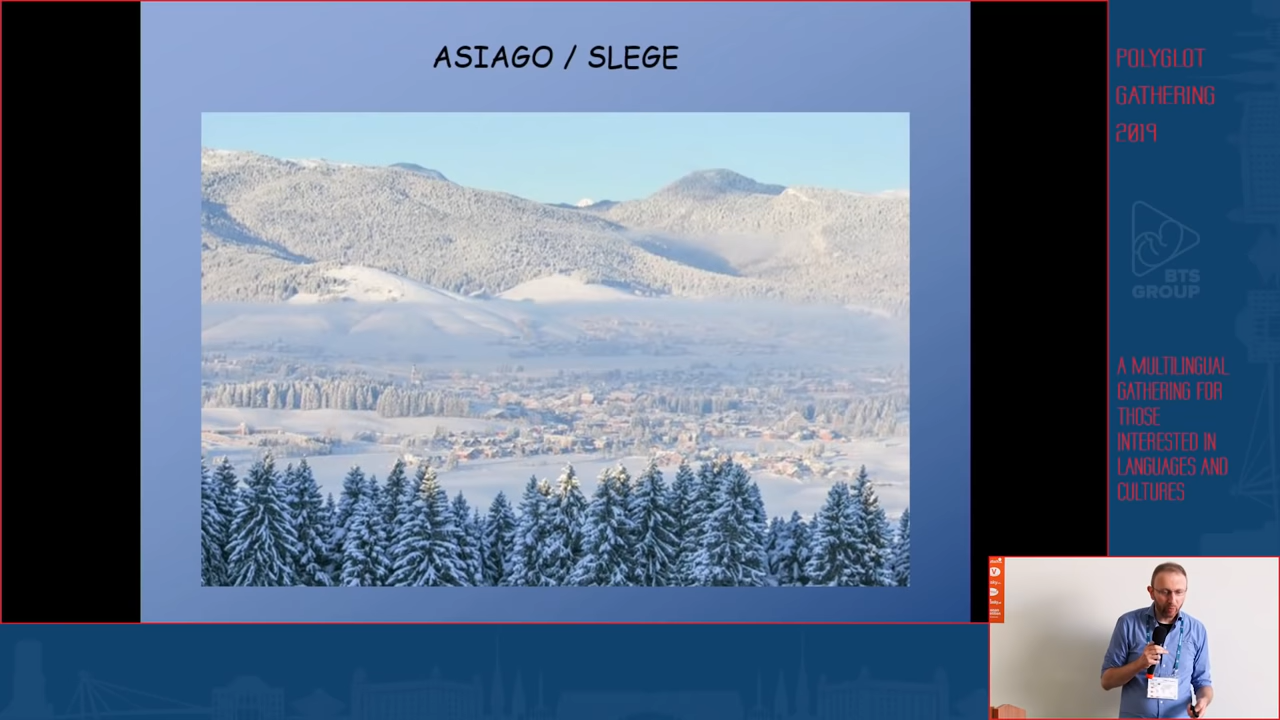 ASIAGO / SLEGE
POLYGLOT
GATHERING
2019
BTS
GROUP
A MULTILINGUAL
GATHERING FOR
THOSE
INTERESTED IN
LANGUAGES AND
CULTURES